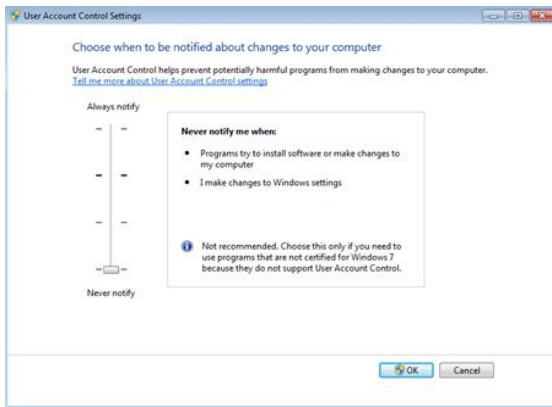 User Account Control Settings
Choose when to be notified about changes to your computer
User Account Control helps prevent potentially harmful programs from making changes to your computer.
Tell me more about User Account Control settings
Always notify
Never notify me when:
Programs try to install software or make changes to
my computer
I make changes to Windows settings
Not recommended. Choose this only if you need to
use programs that are not certified for Windows 7
because they do not support User Account Control.
Never notify
OK
Cancel